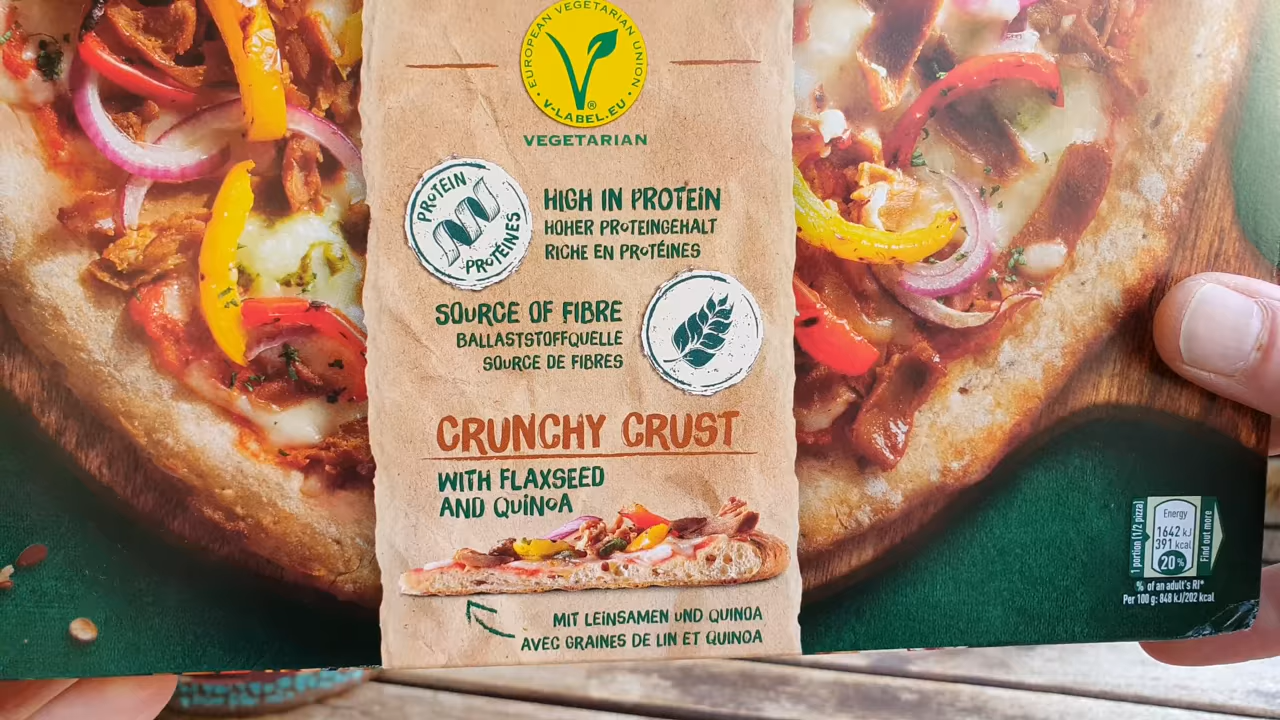 EUROPEAN VEGETARIAN UNION
V-LABEL.EU
®
VEGETARIAN
PROTEIN
PROTÉINES
HIGH IN PROTEIN
HOHER PROTEINGEHALT
RICHE EN PROTÉINES
SOURCE OF FIBRE
BALLASTSTOFFQUELLE
SOURCE DE FIBRES
CRUNCHY CRUST
WITH FLAXSEED
AND QUINOA
MIT LEINSAMEN UND QUINOA
AVEC GRAINES DE LIN ET QUINOA
1 portion (1/2 pizza)
Energy
1642 kJ
391 kcal
20%
Find out more
% of an adult's RI*
Per 100 g: 848 kJ/202 kcal